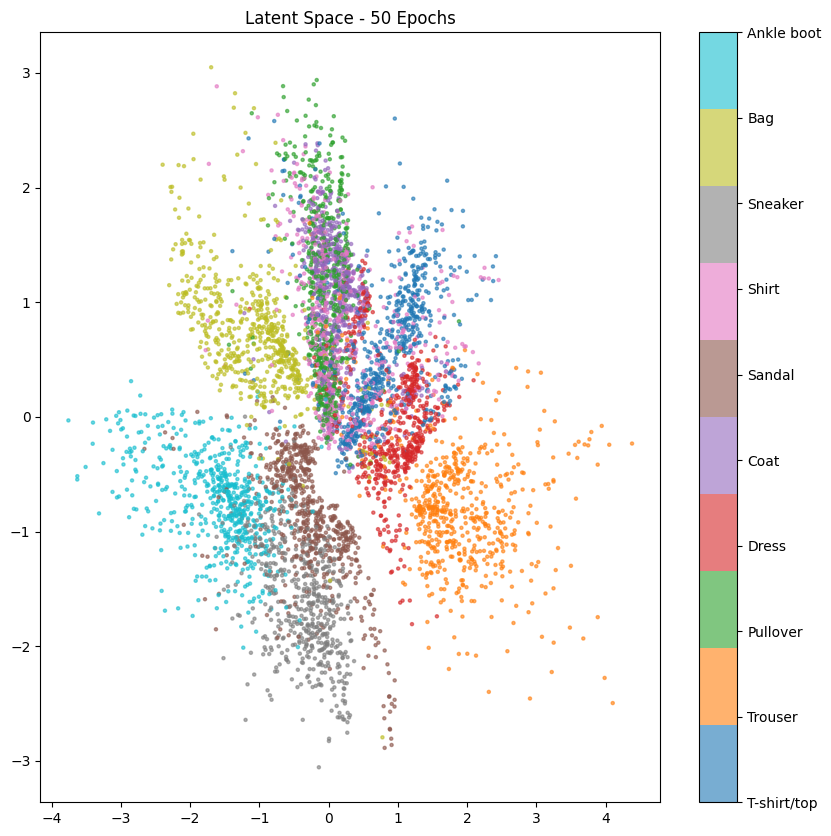 Latent Space - 50 Epochs
3
2
1
0
−1
−2
−3
−4 −3 −2 −1 0 1 2 3 4
Ankle boot
Bag
Sneaker
Shirt
Sandal
Coat
Dress
Pullover
Trouser
T-shirt/top